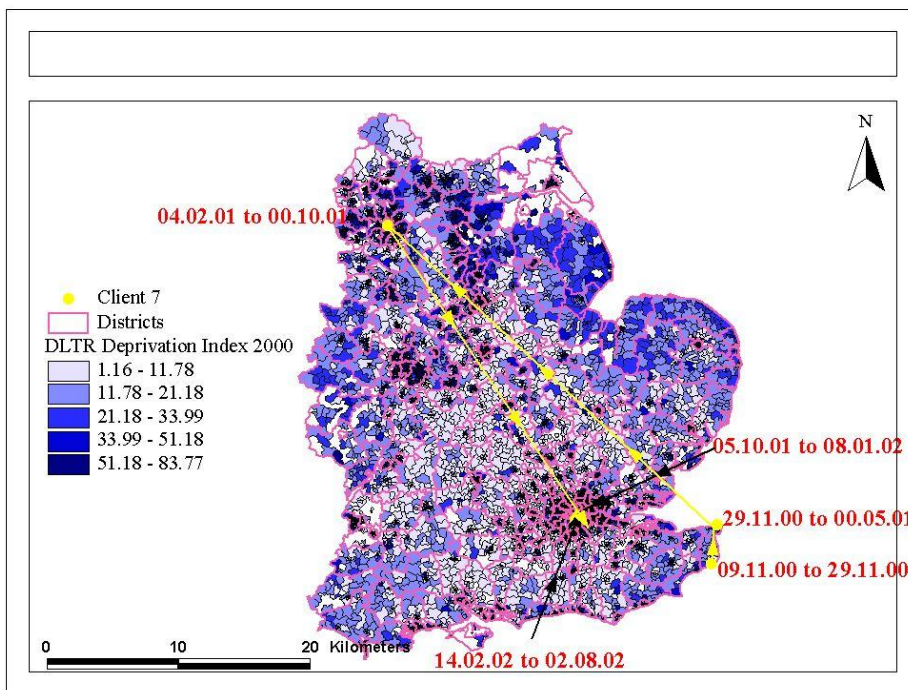 N
04.02.01 to 00.10.01
Client 7
Districts
DLTR Deprivation Index 2000
1.16 - 11.78
11.78 - 21.18
21.18 - 33.99
33.99 - 51.18
51.18 - 83.77
05.10.01 to 08.01.02
29.11.00 to 00.05.01
09.11.00 to 29.11.00
0 10 20 Kilometers
14.02.02 to 02.08.02